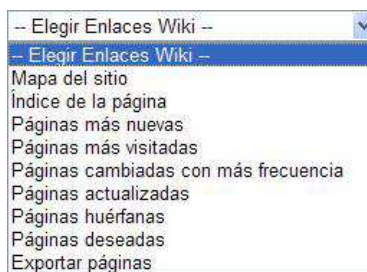 -- Elegir Enlaces Wiki --
-- Elegir Enlaces Wiki --
Mapa del sitio
Índice de la página
Páginas más nuevas
Páginas más visitadas
Páginas cambiadas con más frecuencia
Páginas actualizadas
Páginas huérfanas
Páginas deseadas
Exportar páginas